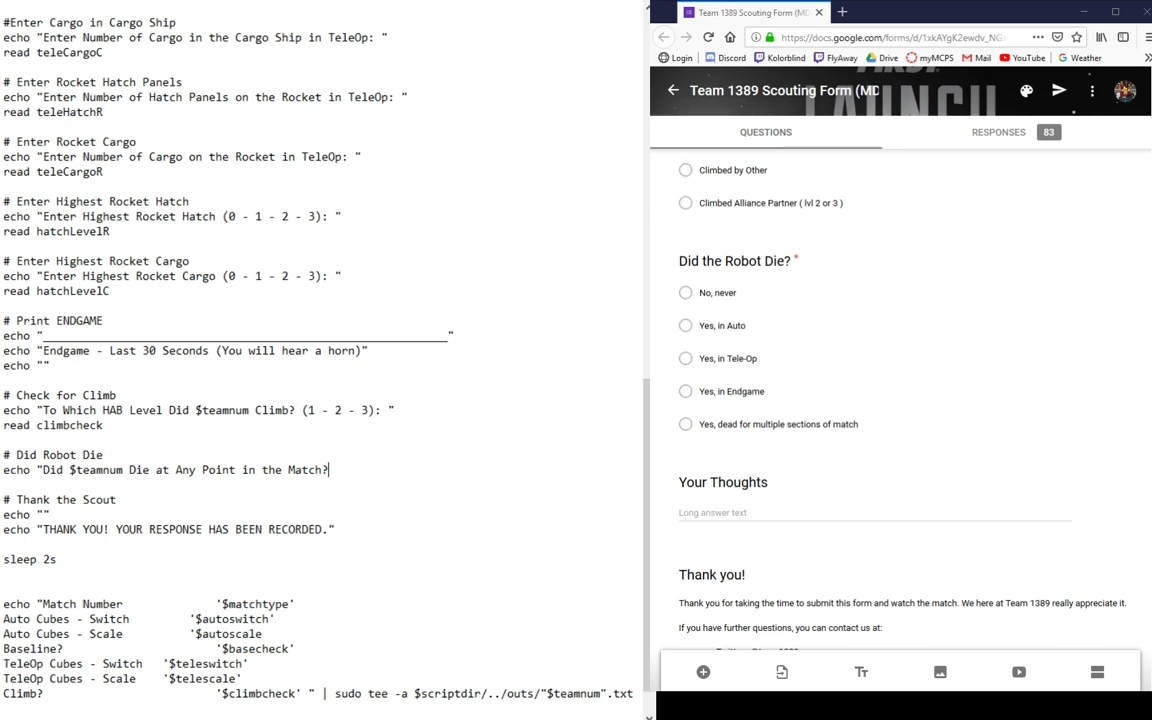 #Enter Cargo in Cargo Ship
echo "Enter Number of Cargo in the Cargo Ship in TeleOp: "
read teleCargoC
# Enter Rocket Hatch Panels
echo "Enter Number of Hatch Panels on the Rocket in TeleOp: "
read teleHatchR
# Enter Rocket Cargo
echo "Enter Number of Cargo on the Rocket in TeleOp: "
read teleCargoR
# Enter Highest Rocket Hatch
echo "Enter Highest Rocket Hatch (0 - 1 - 2 - 3): "
read hatchLevelR
# Enter Highest Rocket Cargo
echo "Enter Highest Rocket Cargo (0 - 1 - 2 - 3): "
read hatchLevelC
# Print ENDGAME
echo "_____________________________________________________________"
echo "Endgame - Last 30 Seconds (You will hear a horn)"
echo ""
# Check for Climb
echo "To Which HAB Level Did $teamnum Climb? (1 - 2 - 3): "
read climbcheck
# Did Robot Die
echo "Did $teamnum Die at Any Point in the Match?
# Thank the Scout
echo ""
echo "THANK YOU! YOUR RESPONSE HAS BEEN RECORDED."
sleep 2s
echo "Match Number '$matchtype'
Auto Cubes - Switch '$autoswitch'
Auto Cubes - Scale '$autoscale
Baseline? '$basecheck'
TeleOp Cubes - Switch '$teleswitch'
TeleOp Cubes - Scale '$telescale'
Climb? '$climbcheck' " | sudo tee -a $scriptdir/../outs/"$teamnum".txt
Team 1389 Scouting Form (M
https://docs.google.com/forms/d/1xkAYgK2ewdv_NG
Login Discord Kolorblind FlyAway Drive myMCPS Mail YouTube Weather
FIRST
LAUNCH
Team 1389 Scouting Form (MD
QUESTIONS RESPONSES 83
Climbed by Other
Climbed Alliance Partner ( lvl 2 or 3 )
Did the Robot Die? *
No, never
Yes, in Auto
Yes, in Tele-Op
Yes, in Endgame
Yes, dead for multiple sections of match
Your Thoughts
Long answer text
Thank you!
Thank you for taking the time to submit this form and watch the match. We here at Team 1389 really appreciate it.
If you have further questions, you can contact us at: